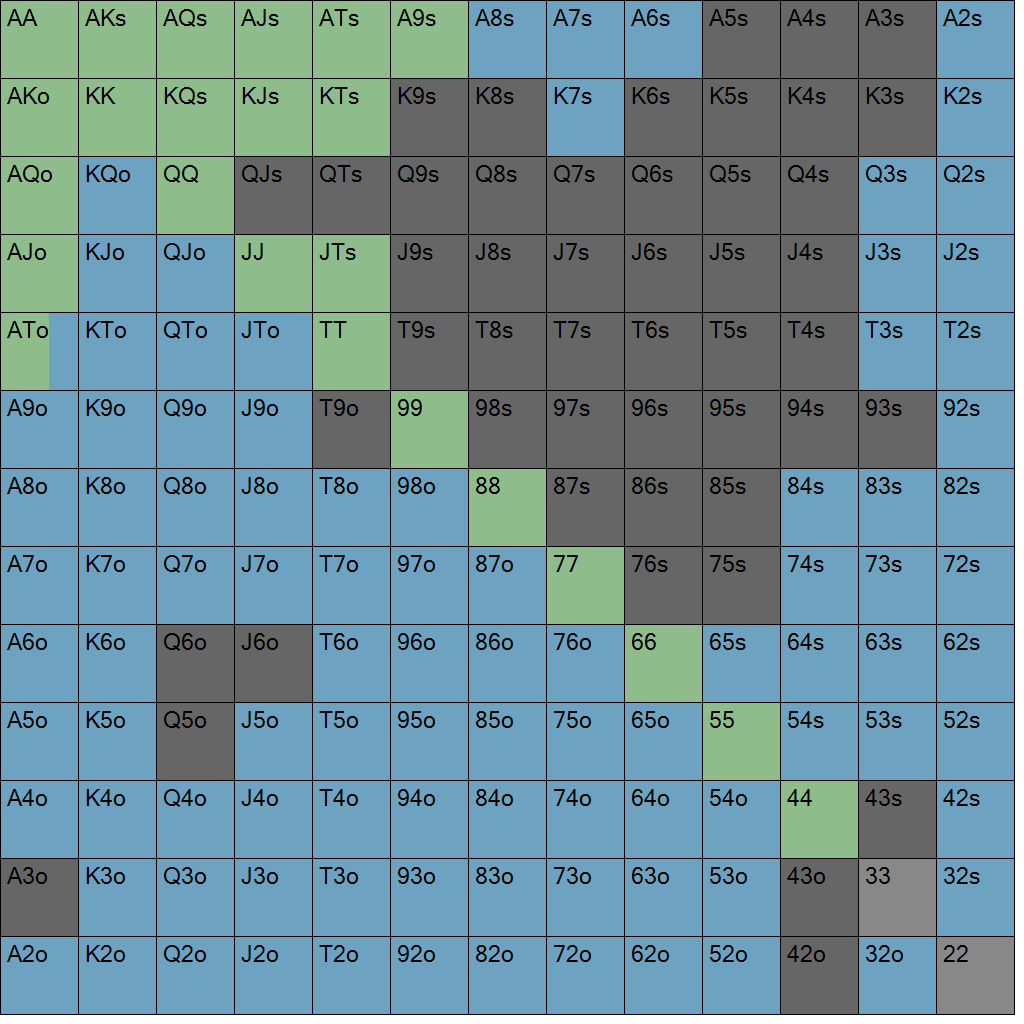 AA AKs AQs AJs ATs A9s A8s A7s A6s A5s A4s A3s A2s
AKo KK KQs KJs KTs K9s K8s K7s K6s K5s K4s K3s K2s
AQo KQo QQ QJs QTs Q9s Q8s Q7s Q6s Q5s Q4s Q3s Q2s
AJo KJo QJo JJ JTs J9s J8s J7s J6s J5s J4s J3s J2s
ATo KTo QTo JTo TT T9s T8s T7s T6s T5s T4s T3s T2s
A9o K9o Q9o J9o T9o 99 98s 97s 96s 95s 94s 93s 92s
A8o K8o Q8o J8o T8o 98o 88 87s 86s 85s 84s 83s 82s
A7o K7o Q7o J7o T7o 97o 87o 77 76s 75s 74s 73s 72s
A6o K6o Q6o J6o T6o 96o 86o 76o 66 65s 64s 63s 62s
A5o K5o Q5o J5o T5o 95o 85o 75o 65o 55 54s 53s 52s
A4o K4o Q4o J4o T4o 94o 84o 74o 64o 54o 44 43s 42s
A3o K3o Q3o J3o T3o 93o 83o 73o 63o 53o 43o 33 32s
A2o K2o Q2o J2o T2o 92o 82o 72o 62o 52o 42o 32o 22